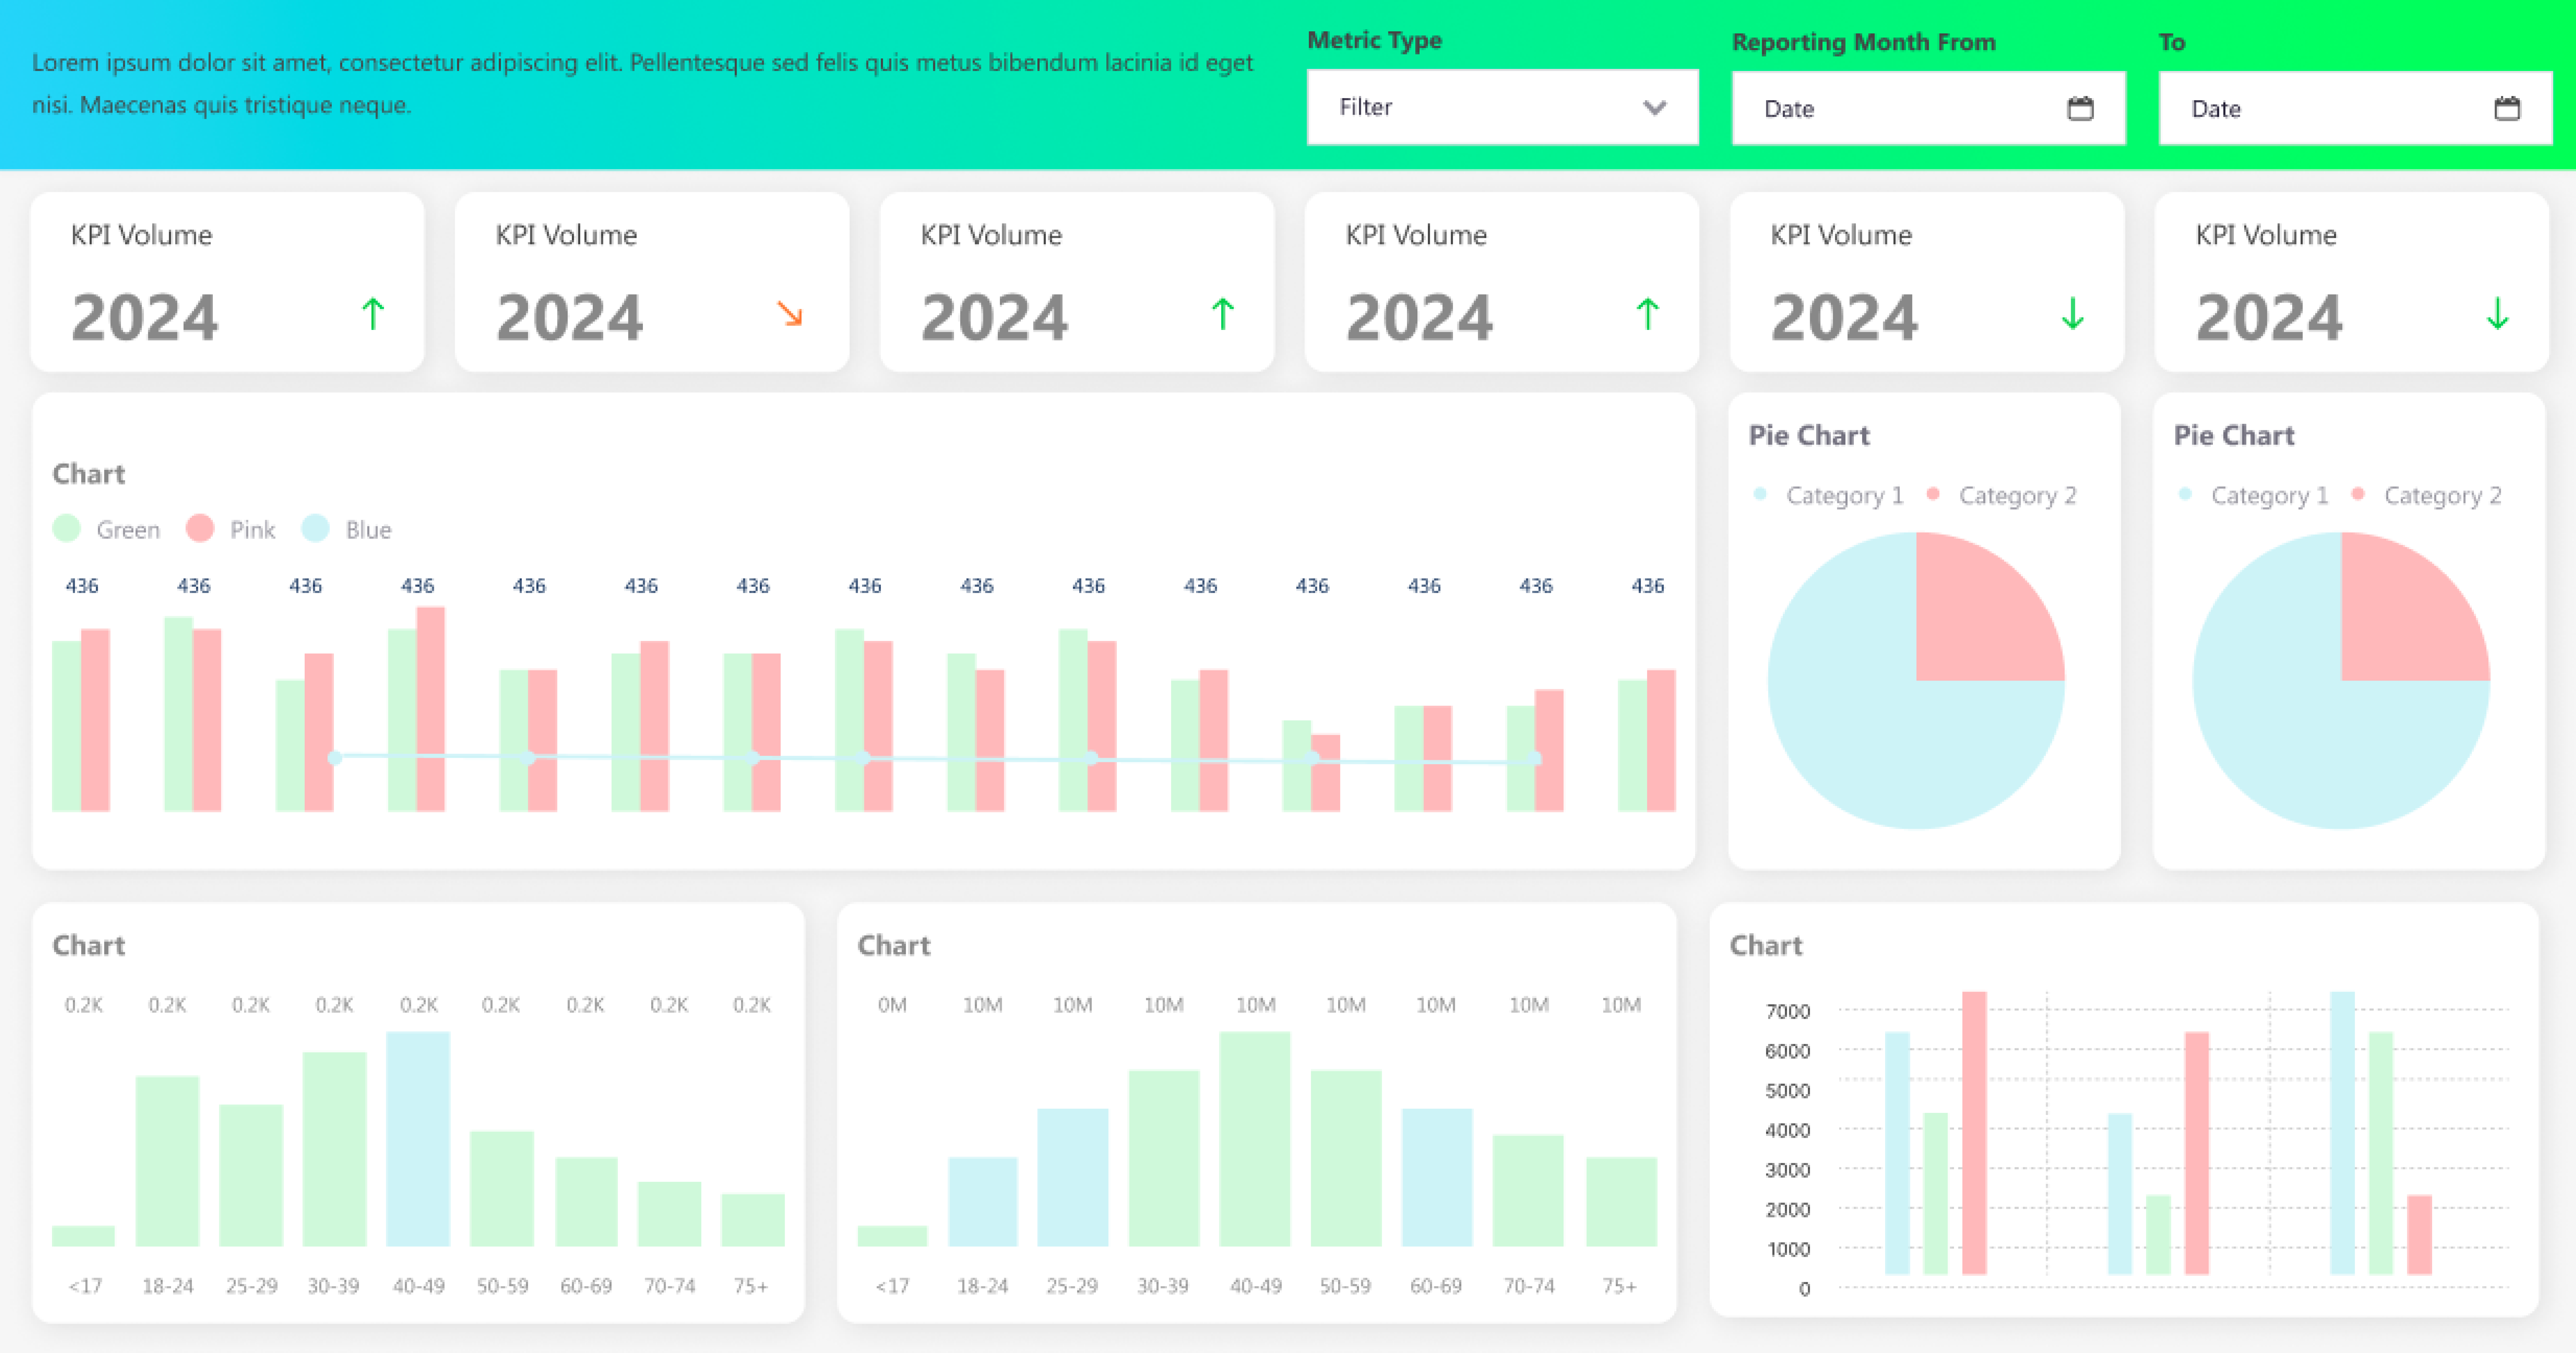 Lorem ipsum dolor sit amet, consectetur adipiscing elit. Pellentesque sed felis quis metus bibendum lacinia id eget
nisi. Maecenas quis tristique neque.
Metric Type
Filter
Reporting Month From
Date
To
Date
KPI Volume
2024
KPI Volume
2024
KPI Volume
2024
KPI Volume
2024
KPI Volume
2024
KPI Volume
2024
Chart
Green Pink Blue
436 436 436 436 436 436 436 436 436 436 436 436 436 436 436
Pie Chart
Category 1 Category 2
Pie Chart
Category 1 Category 2
Chart
0.2K 0.2K 0.2K 0.2K 0.2K 0.2K 0.2K 0.2K 0.2K
<17 18-24 25-29 30-39 40-49 50-59 60-69 70-74 75+
Chart
0M 10M 10M 10M 10M 10M 10M 10M 10M
<17 18-24 25-29 30-39 40-49 50-59 60-69 70-74 75+
Chart
7000
6000
5000
4000
3000
2000
1000
0